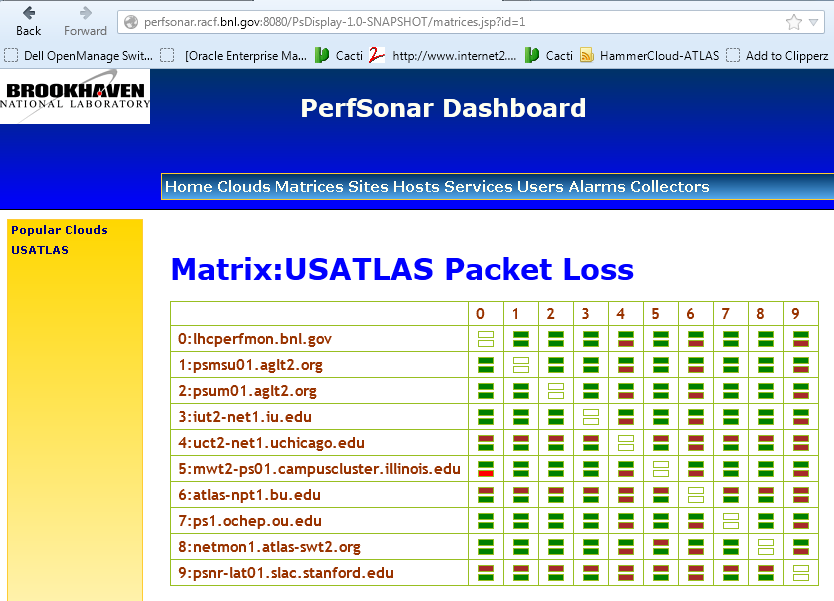 Back
Forward
perfsonar.racf.bnl.gov:8080/PsDisplay-1.0-SNAPSHOT/matrices.jsp?id=1
Dell OpenManage Swit... [Oracle Enterprise Ma... Cacti http://www.internet2.... Cacti HammerCloud-ATLAS Add to Clipperz
BROOKHAVEN
NATIONAL LABORATORY
PerfSonar Dashboard
Home Clouds Matrices Sites Hosts Services Users Alarms Collectors
Popular Clouds
USATLAS
Matrix:USATLAS Packet Loss
0 1 2 3 4 5 6 7 8 9
0:lhcperfmon.bnl.gov
1:psmsu01.aglt2.org
2:psum01.aglt2.org
3:iut2-net1.iu.edu
4:uct2-net1.uchicago.edu
5:mwt2-ps01.campuscluster.illinois.edu
6:atlas-npt1.bu.edu
7:ps1.ochep.ou.edu
8:netmon1.atlas-swt2.org
9:psnr-lat01.slac.stanford.edu